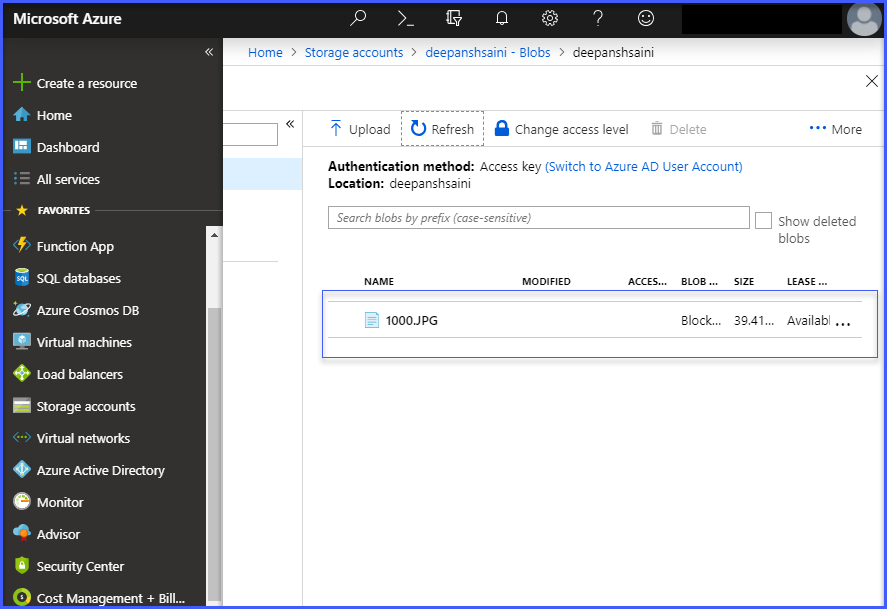 Microsoft Azure
Home > Storage accounts > deepanshsaini - Blobs > deepanshsaini
Create a resource
Home
Dashboard
All services
FAVORITES
Function App
SQL databases
Azure Cosmos DB
Virtual machines
Load balancers
Storage accounts
Virtual networks
Azure Active Directory
Monitor
Advisor
Security Center
Cost Management + Bill...
Upload Refresh Change access level Delete ... More
Authentication method: Access key (Switch to Azure AD User Account)
Location: deepanshsaini
Search blobs by prefix (case-sensitive)
Show deleted
blobs
NAME MODIFIED ACCES... BLOB ... SIZE LEASE ...
1000.JPG Block... 39.41... Availabl ...